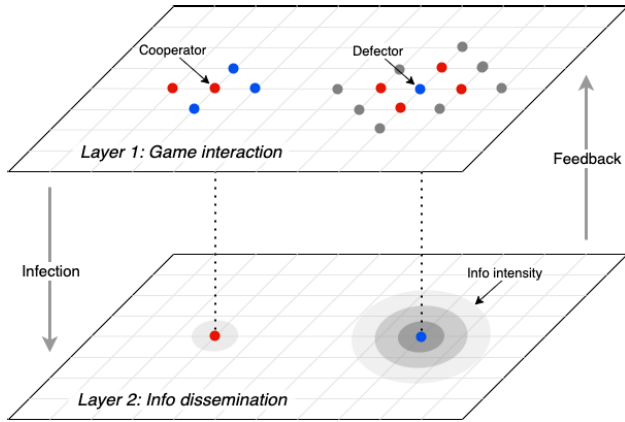 Cooperator
Defector
Layer 1: Game interaction
Feedback
Infection
Info intensity
Layer 2: Info dissemination